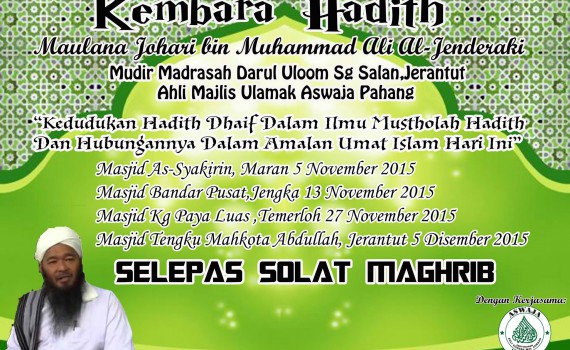 Kembara Hadith
Maulana Johari bin Muhammad Ali Al-Jenderaki
Mudir Madrasah Darul Uloom Sg Salan,Jerantut
Ahli Majlis Ulamak Aswaja Pahang
"Kedudukan Hadith Dhaif Dalam Ilmu Mustholah Hadith
Dan Hubungannya Dalam Amalan Umat Islam Hari Ini"
Masjid As-Syakirin, Maran 5 November 2015
Masjid Bandar Pusat,Jengka 13 November 2015
Masjid Kg Paya Luas ,Temerloh 27 November 2015
Masjid Tengku Mahkota Abdullah, Jerantut 5 Disember 2015
SELEPAS SOLAT MAGHRIB
Dengan Kerjasama:
ASWAJA